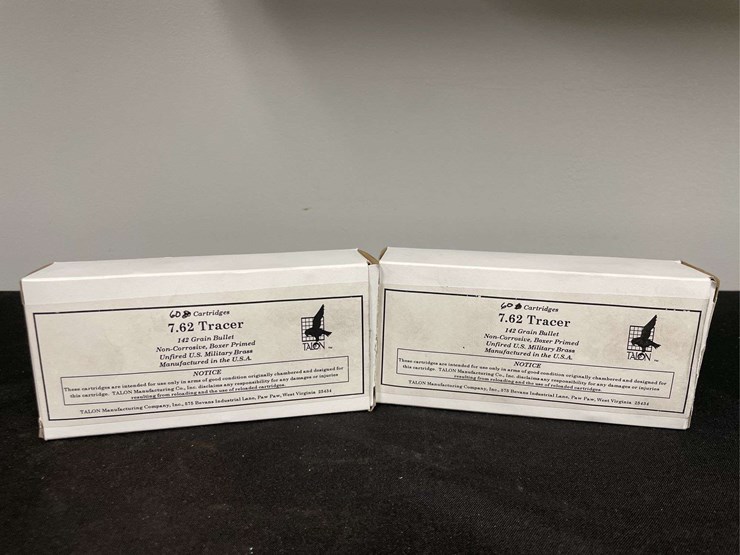 60 Cartridges
7.62 Tracer
142 Grain Bullet
Non-Corrosive, Boxer Primed
Unfired U.S. Military Brass
Manufactured in the U.S.A.
TALON
NOTICE
These cartridges are intended for use only in arms of good condition originally chambered and designed for
this cartridge. TALON Manufacturing Co., Inc. disclaims any responsibility for any damages or injuries
resulting from reloading and the use of reloaded cartridges.
TALON Manufacturing Company, Inc., 575 Bevans Industrial Lane, Paw Paw, West Virginia 25434
60 Cartridges
7.62 Tracer
142 Grain Bullet
Non-Corrosive, Boxer Primed
Unfired U.S. Military Brass
Manufactured in the U.S.A.
TALON
NOTICE
These cartridges are intended for use only in arms of good condition originally chambered and designed for
this cartridge. TALON Manufacturing Co., Inc. disclaims any responsibility for any damages or injuries
resulting from reloading and the use of reloaded cartridges.
TALON Manufacturing Company, Inc., 575 Bevans Industrial Lane, Paw Paw, West Virginia 25434